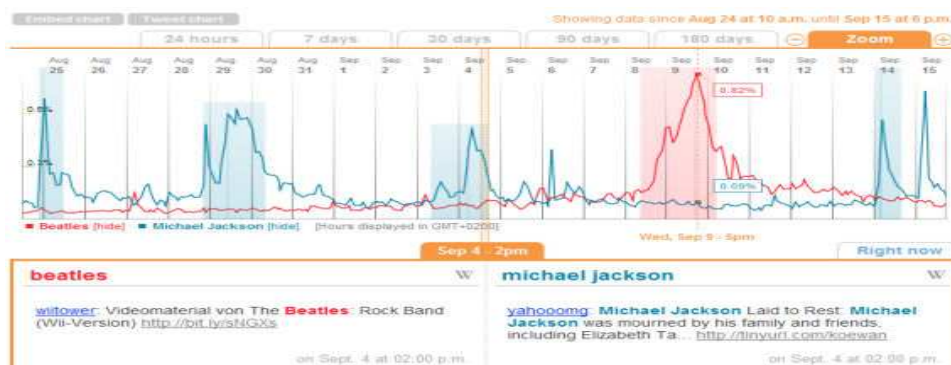 Embed chart Tweet chart Showing data since Aug 24 at 10 a.m. until Sep 15 at 6 p.m.
24 hours 7 days 30 days 90 days 180 days Zoom
Aug Aug Aug Aug Aug Aug Aug Sep Sep Sep Sep Sep Sep Sep Sep Sep Sep Sep Sep Sep Sep Sep
25 26 27 28 29 30 31 1 2 3 4 5 6 7 8 9 10 11 12 13 14 15
0.82%
0.09%
Beatles [hide] Michael Jackson [hide] [Hours displayed in GMT+0200]
Wed, Sep 9 - 5pm
Sep 4 - 2pm Right now
beatles W
wiitower: Videomaterial von The Beatles: Rock Band
(Wii-Version) http://bit.ly/sNGXs
on Sept. 4 at 02:00 p.m.
michael jackson W
yahooomg: Michael Jackson Laid to Rest: Michael
Jackson was mourned by his family and friends,
including Elizabeth Ta... http://tinyurl.com/koewan
on Sept. 4 at 02:00 p.m.